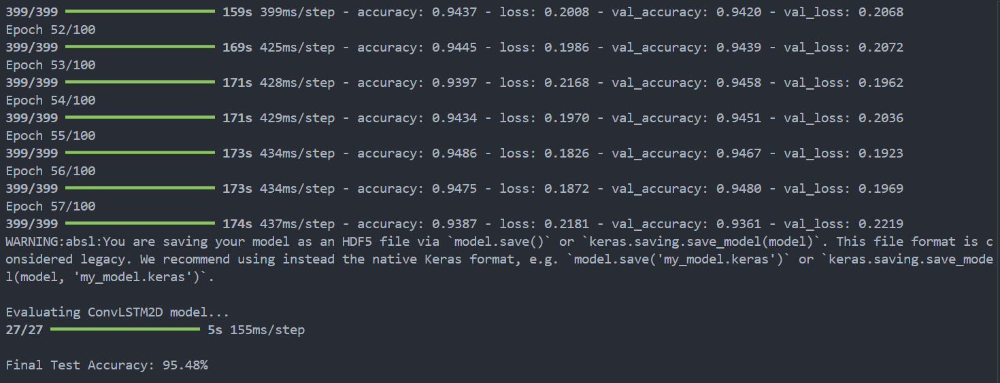 399/399 159s 399ms/step - accuracy: 0.9437 - loss: 0.2008 - val_accuracy: 0.9420 - val_loss: 0.2068
Epoch 52/100
399/399 169s 425ms/step - accuracy: 0.9445 - loss: 0.1986 - val_accuracy: 0.9439 - val_loss: 0.2072
Epoch 53/100
399/399 171s 428ms/step - accuracy: 0.9397 - loss: 0.2168 - val_accuracy: 0.9458 - val_loss: 0.1962
Epoch 54/100
399/399 171s 429ms/step - accuracy: 0.9434 - loss: 0.1970 - val_accuracy: 0.9451 - val_loss: 0.2036
Epoch 55/100
399/399 173s 434ms/step - accuracy: 0.9486 - loss: 0.1826 - val_accuracy: 0.9467 - val_loss: 0.1923
Epoch 56/100
399/399 173s 434ms/step - accuracy: 0.9475 - loss: 0.1872 - val_accuracy: 0.9480 - val_loss: 0.1969
Epoch 57/100
399/399 174s 437ms/step - accuracy: 0.9387 - loss: 0.2181 - val_accuracy: 0.9361 - val_loss: 0.2219
WARNING:absl:You are saving your model as an HDF5 file via `model.save()` or `keras.saving.save_model(model)`. This file format is c
onsidered legacy. We recommend using instead the native Keras format, e.g. `model.save('my_model.keras')` or `keras.saving.save_mode
l(model, 'my_model.keras')`.
Evaluating ConvLSTM2D model...
27/27 5s 155ms/step
Final Test Accuracy: 95.48%